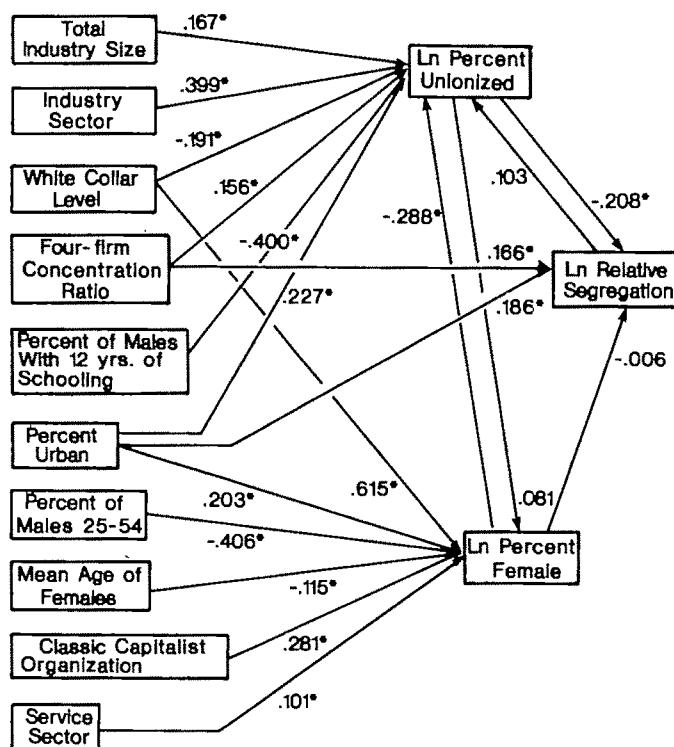 Total
Industry Size
.167*
Ln Percent
Unionized
Industry
Sector
.399*
-.191*
White Collar
Level
.156*
.103
-.208*
-.288*
-.400*
Four-firm
Concentration
Ratio
.166*
Ln Relative
Segregation
.227*
.186*
Percent of Males
With 12 yrs. of
Schooling
-.006
Percent
Urban
.203*
.615*
.081
Percent of
Males 25-54
-.406*
Ln Percent
Female
Mean Age of
Females
-.115*
Classic Capitalist
Organization
.281*
.101*
Service
Sector